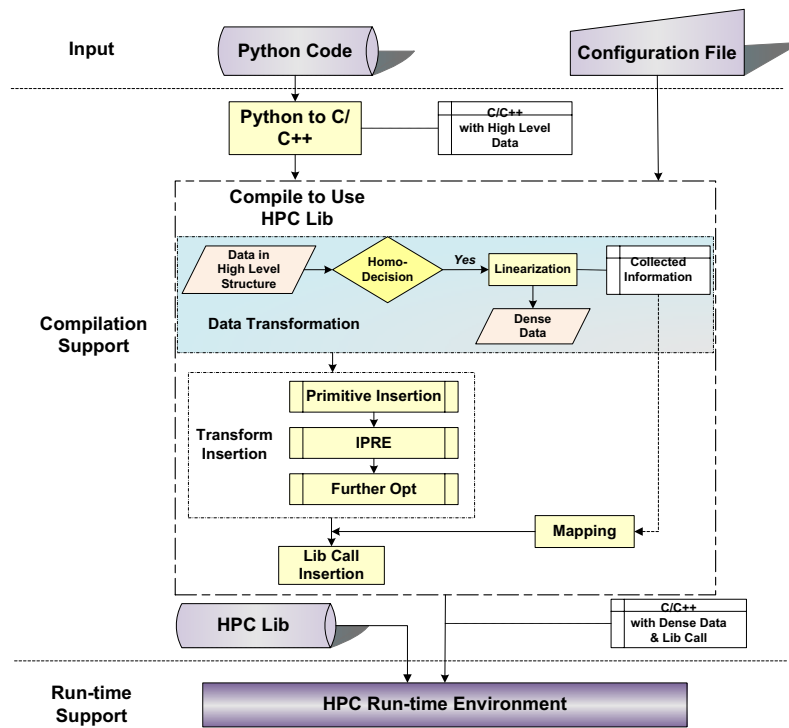 Input
Python Code
Configuration File
Python to C/
C++
C/C++
with High Level
Data
Compile to Use
HPC Lib
Data in
High Level
Structure
Homo-
Decision
Yes
Linearization
Collected
Information
Dense
Data
Data Transformation
Compilation
Support
Transform
Insertion
Primitive Insertion
IPRE
Further Opt
Mapping
Lib Call
Insertion
HPC Lib
C/C++
with Dense Data
& Lib Call
Run-time
Support
HPC Run-time Environment